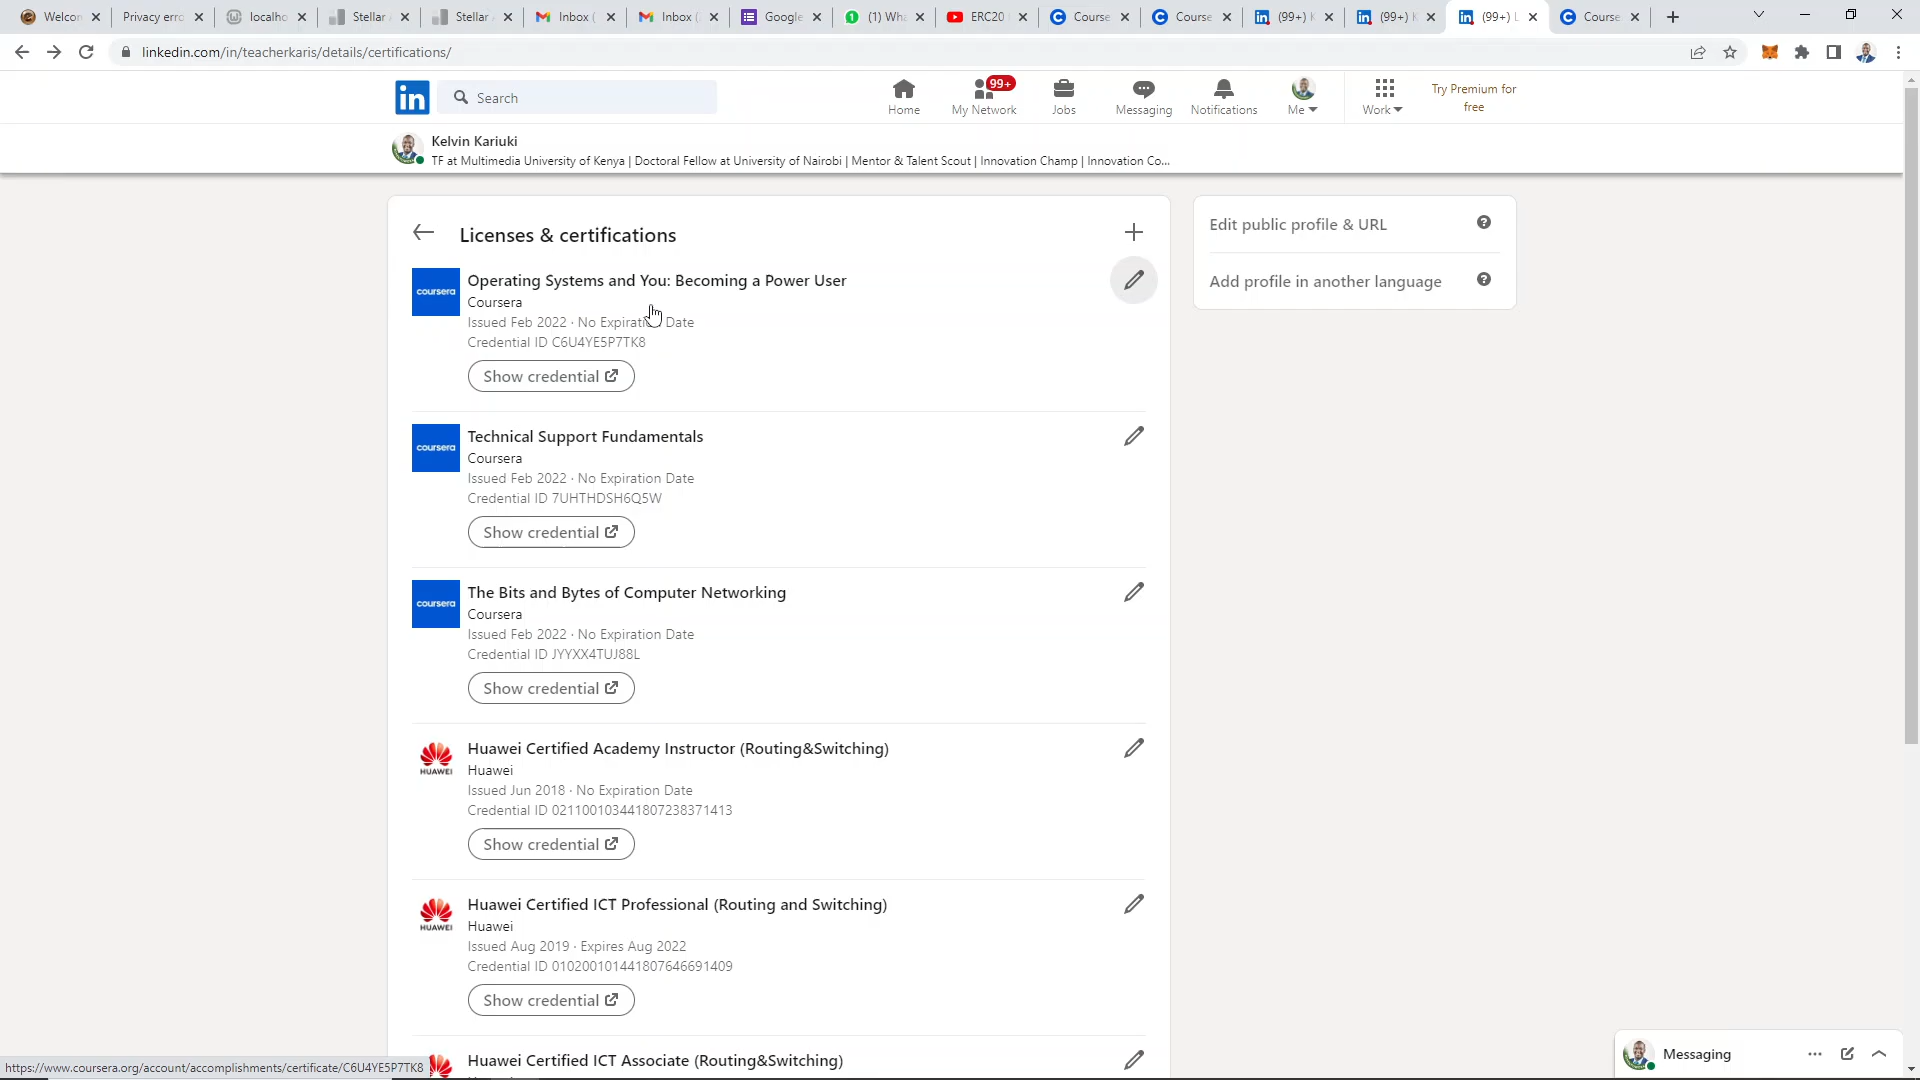 Welcon
Privacy erro
localho
Stellar
Stellar
Inbox (
Inbox (
Google
(1) Wha
ERC20
Course
Course
(99+) K
(99+) K
(99+) L
Course
linkedin.com/in/teacherkaris/details/certifications/
in
Search
Home
99+
My Network
Jobs
Messaging
Notifications
Me
Work
Try Premium for
free
Kelvin Kariuki
TF at Multimedia University of Kenya | Doctoral Fellow at University of Nairobi | Mentor & Talent Scout | Innovation Champ | Innovation Co...
Licenses & certifications
coursera
Operating Systems and You: Becoming a Power User
Coursera
Issued Feb 2022 · No Expiration Date
Credential ID C6U4YE5P7TK8
Show credential
coursera
Technical Support Fundamentals
Coursera
Issued Feb 2022 · No Expiration Date
Credential ID 7UHTHDSH6Q5W
Show credential
coursera
The Bits and Bytes of Computer Networking
Coursera
Issued Feb 2022 · No Expiration Date
Credential ID JYYXX4TUJ88L
Show credential
HUAWEI
Huawei Certified Academy Instructor (Routing&Switching)
Huawei
Issued Jun 2018 · No Expiration Date
Credential ID 021100103441807238371413
Show credential
HUAWEI
Huawei Certified ICT Professional (Routing and Switching)
Huawei
Issued Aug 2019 · Expires Aug 2022
Credential ID 010200101441807646691409
Show credential
Huawei Certified ICT Associate (Routing&Switching)
Edit public profile & URL
Add profile in another language
Messaging
https://www.coursera.org/account/accomplishments/certificate/C6U4YE5P7TK8